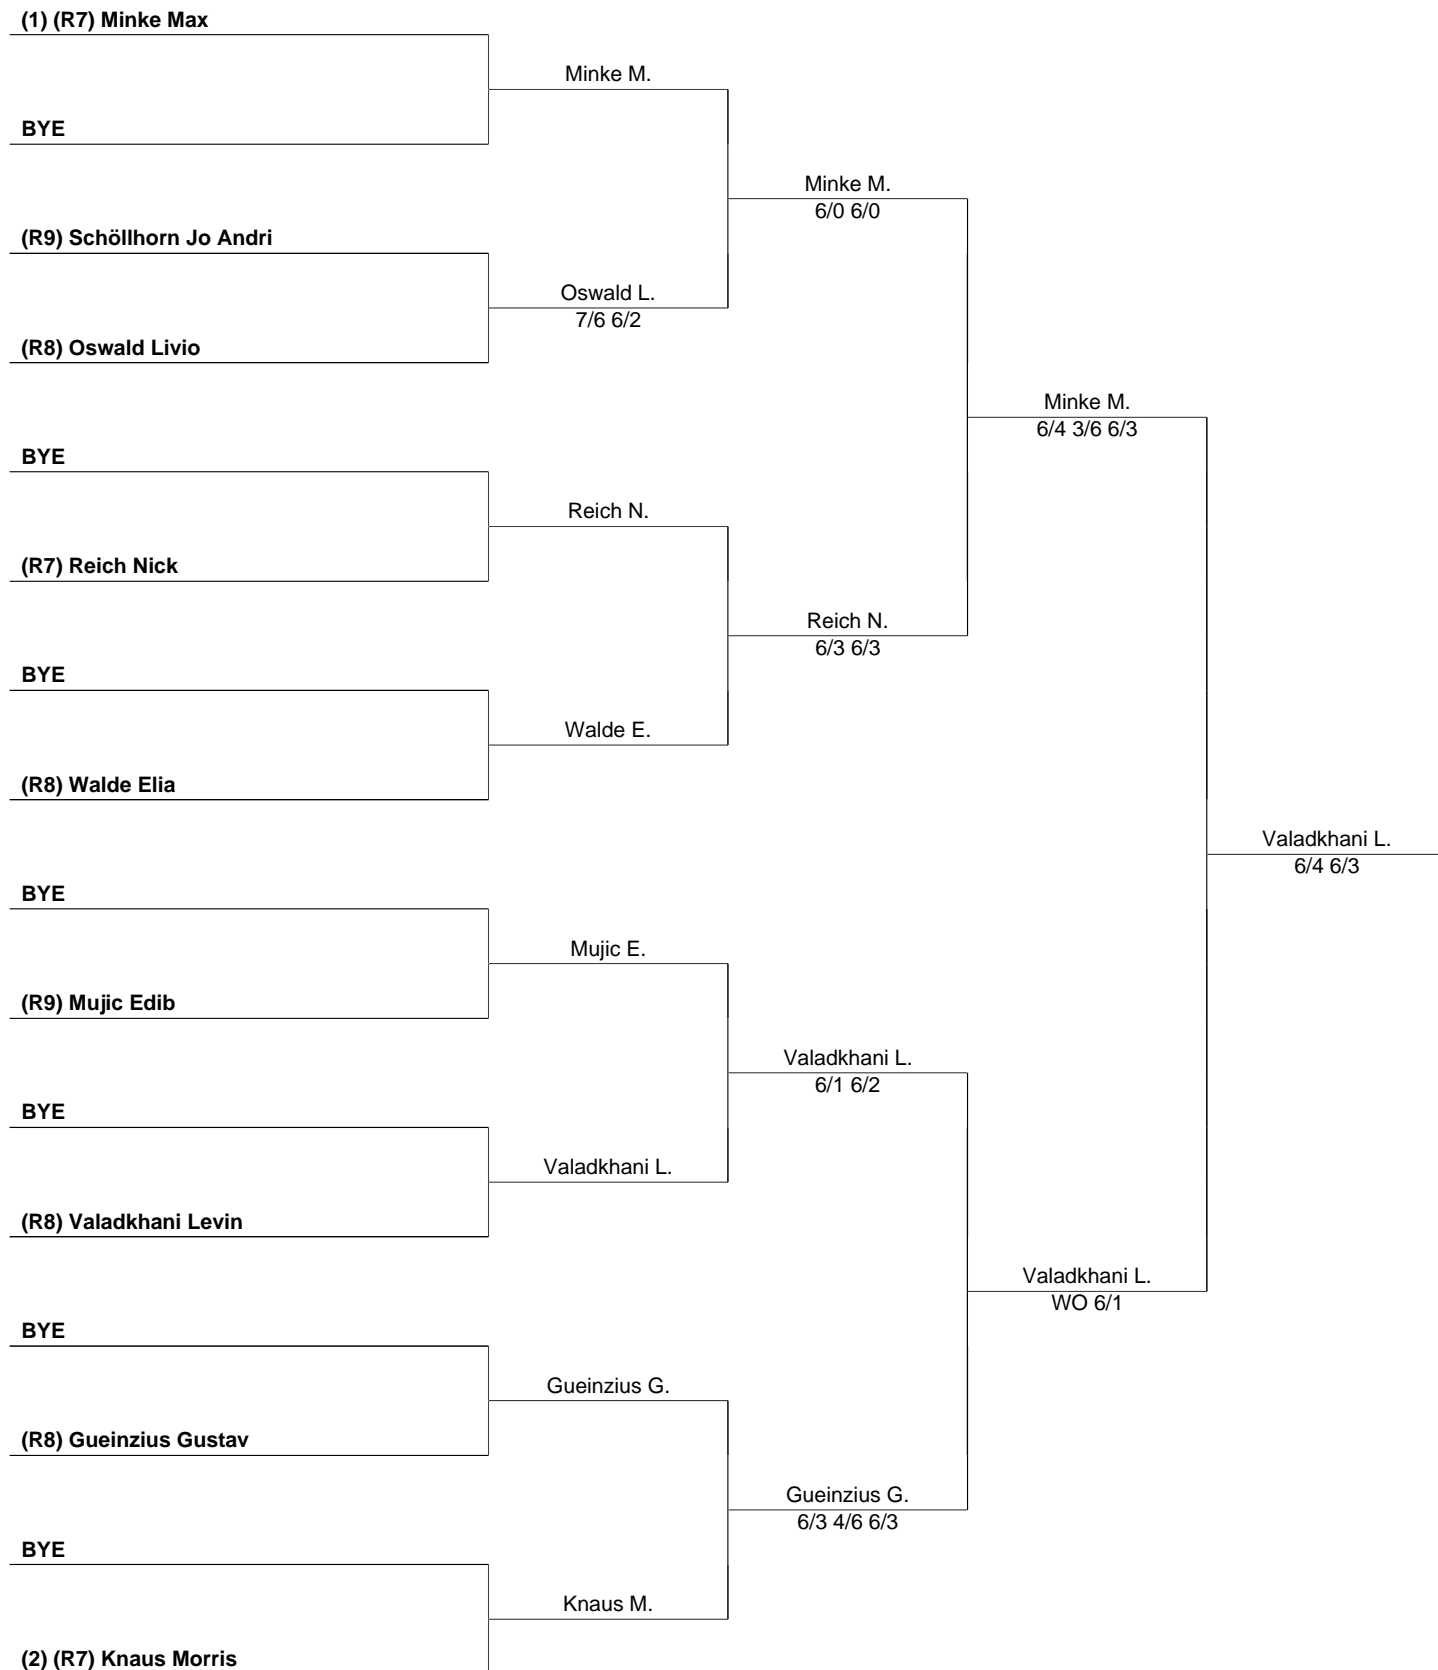 (1) (R7) Minke Max
Minke M.
BYE
Minke M.
6/0 6/0
(R9) Schöllhorn Jo Andri
Oswald L.
7/6 6/2
(R8) Oswald Livio
Minke M.
6/4 3/6 6/3
BYE
Reich N.
(R7) Reich Nick
Reich N.
6/3 6/3
BYE
Walde E.
(R8) Walde Elia
Valadkhani L.
6/4 6/3
BYE
Mujic E.
(R9) Mujic Edib
Valadkhani L.
6/1 6/2
BYE
Valadkhani L.
(R8) Valadkhani Levin
Valadkhani L.
WO 6/1
BYE
Gueinzius G.
(R8) Gueinzius Gustav
Gueinzius G.
6/3 4/6 6/3
BYE
Knaus M.
(2) (R7) Knaus Morris